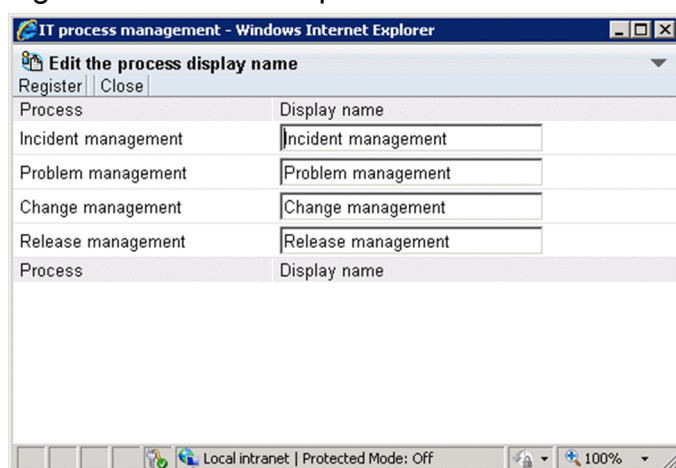 IT process management - Windows Internet Explorer
Edit the process display name
Register Close
Process Display name
Incident management Incident management
Problem management Problem management
Change management Change management
Release management Release management
Process Display name
Local intranet | Protected Mode: Off 100%